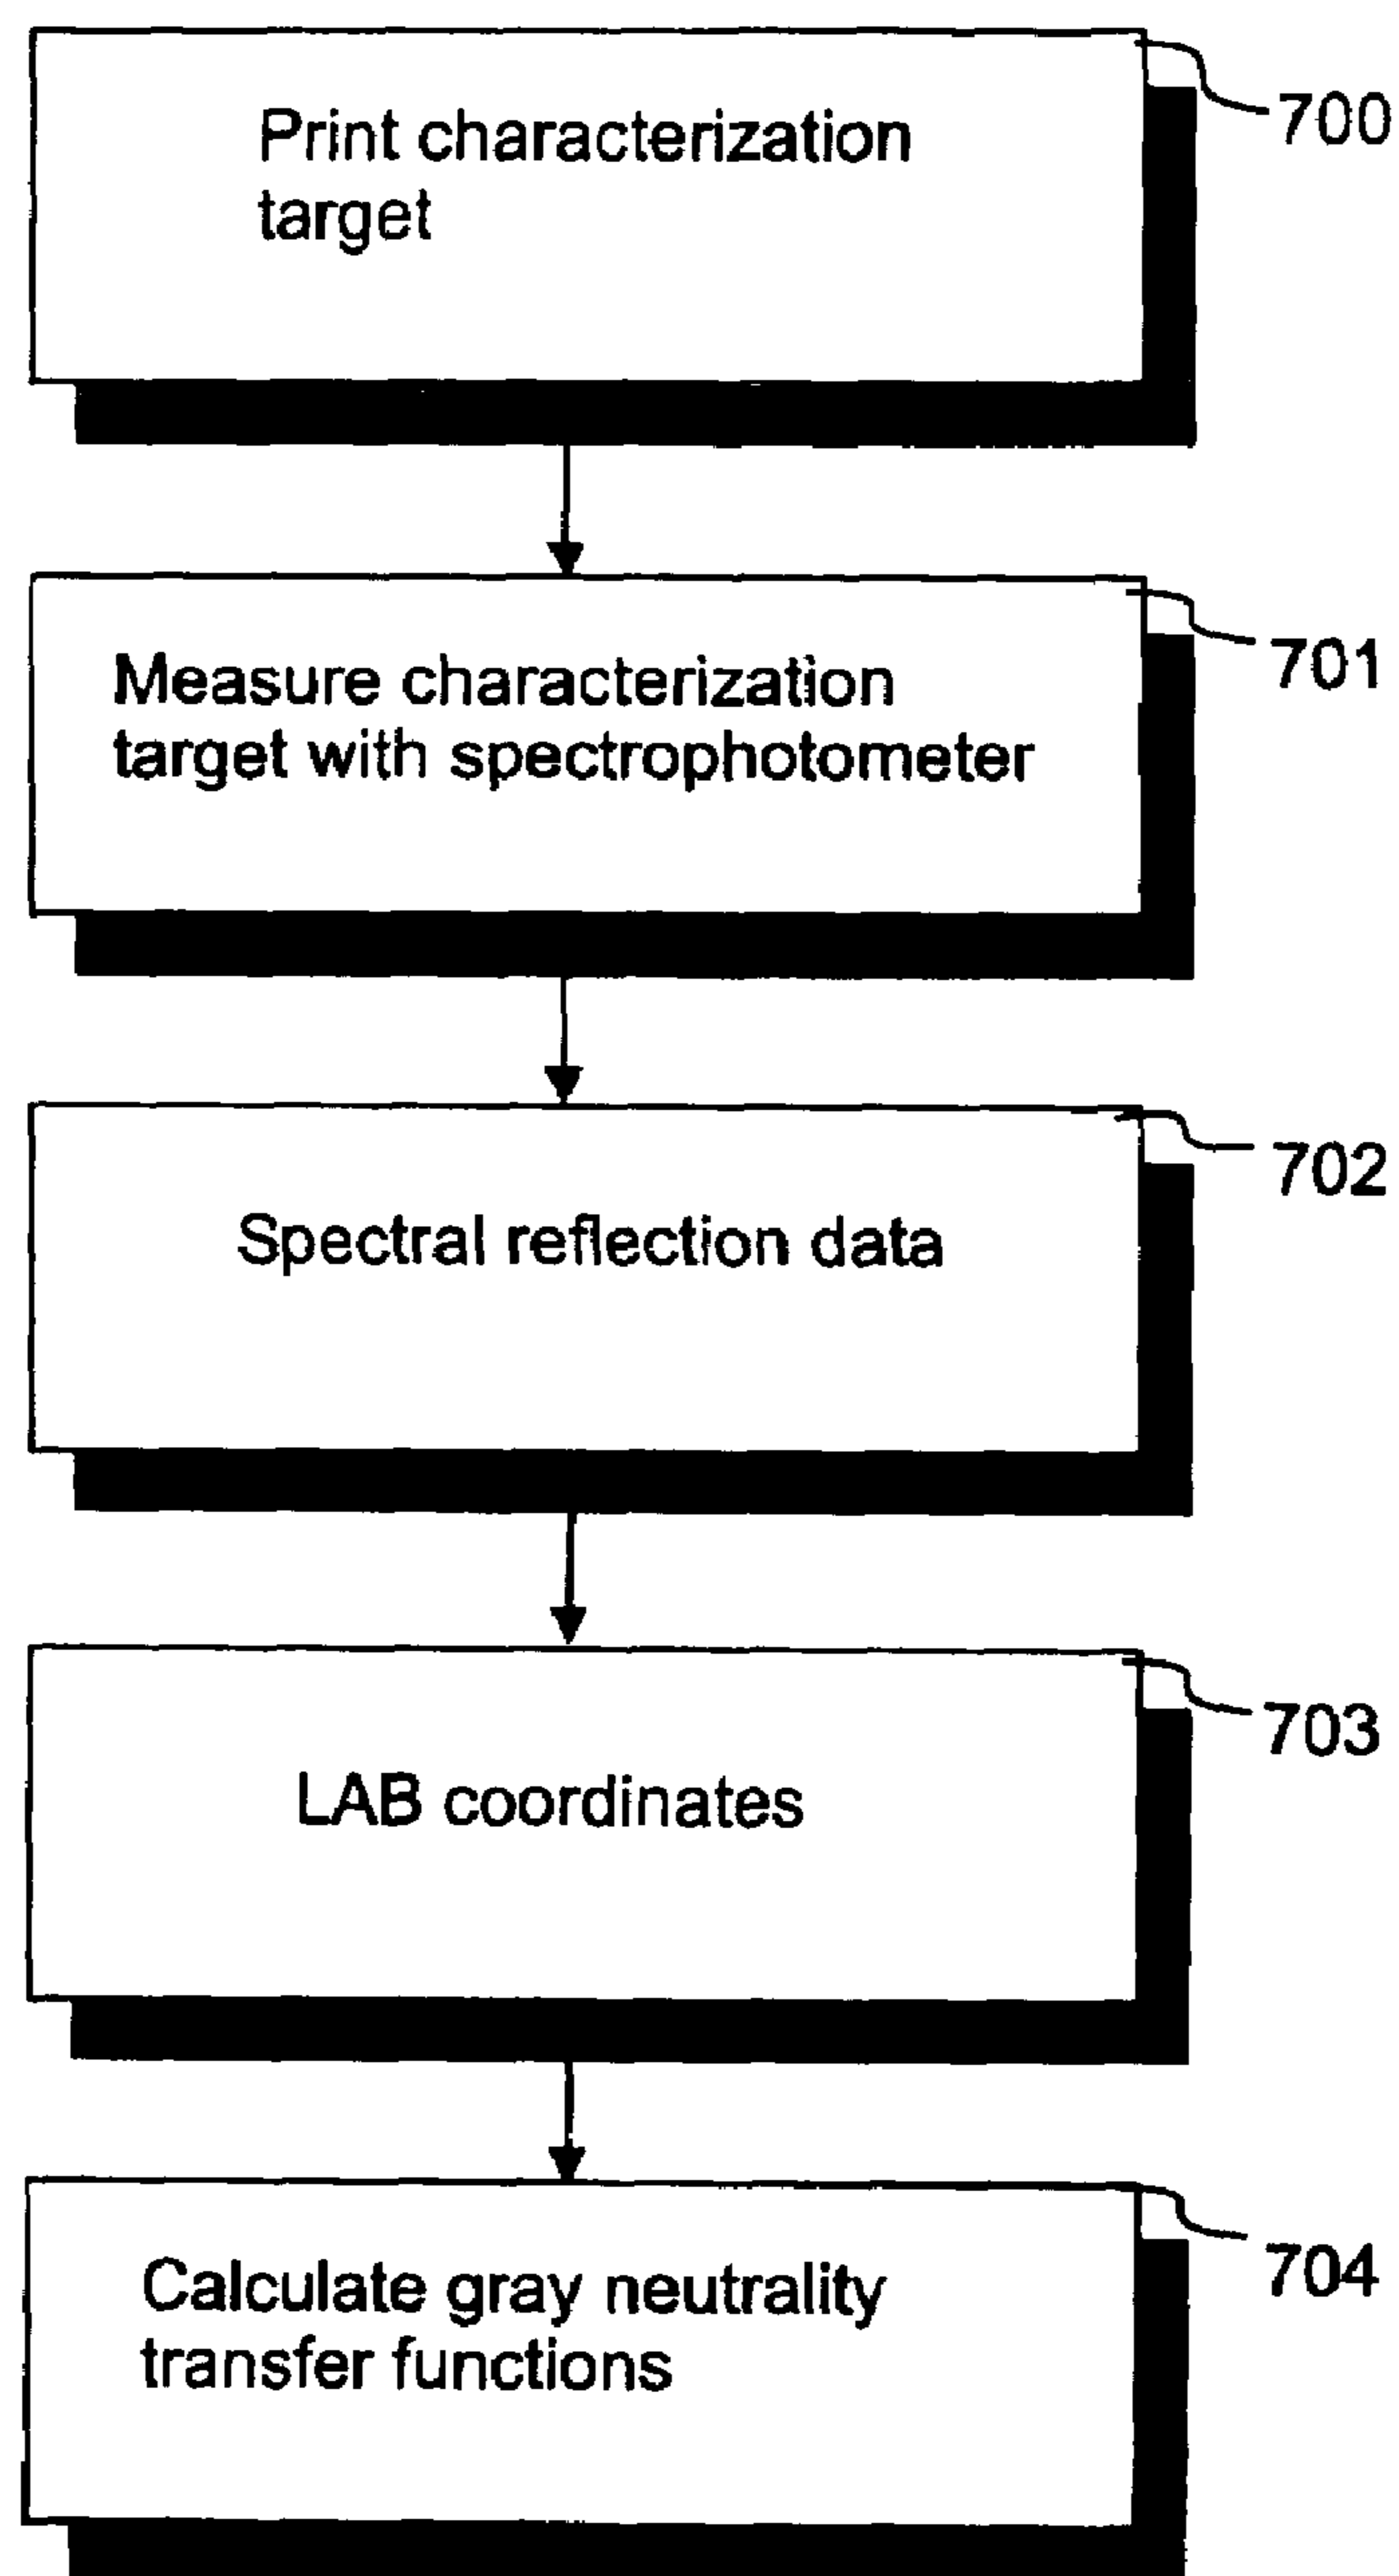 Print characterization
target
700
Measure characterization
target with spectrophotometer
701
Spectral reflection data
702
LAB coordinates
703
Calculate gray neutrality
transfer functions
704